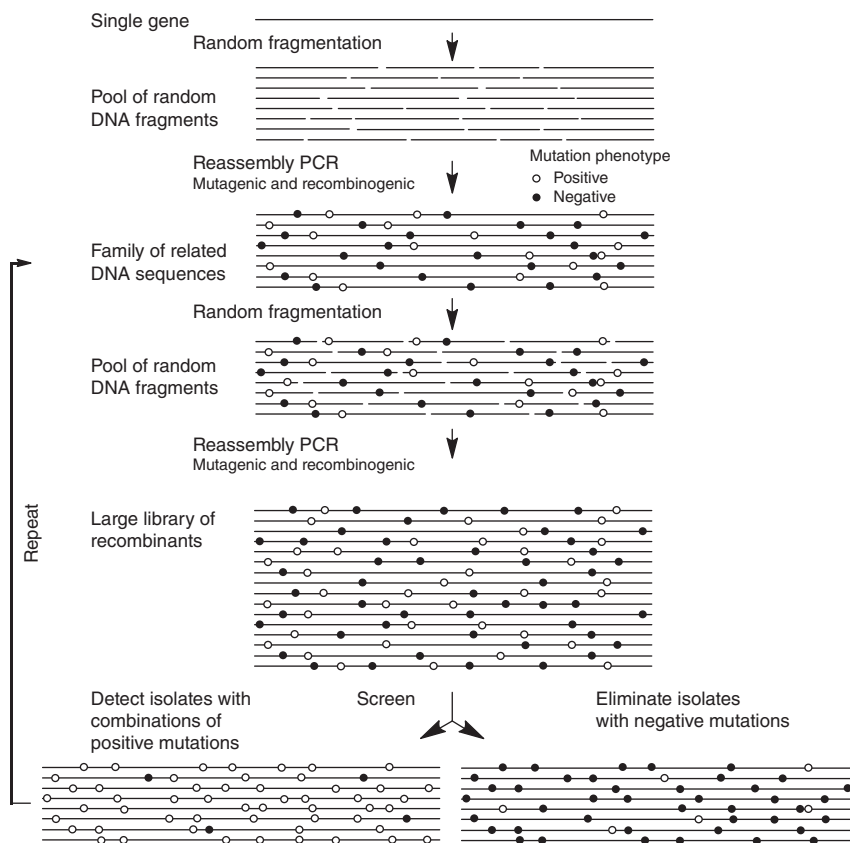 Single gene
Random fragmentation
Pool of random
DNA fragments
Reassembly PCR
Mutagenic and recombinogenic
Mutation phenotype
Positive
Negative
Family of related
DNA sequences
Random fragmentation
Pool of random
DNA fragments
Reassembly PCR
Mutagenic and recombinogenic
Repeat
Large library of
recombinants
Detect isolates with
combinations of
positive mutations
Screen
Eliminate isolates
with negative mutations